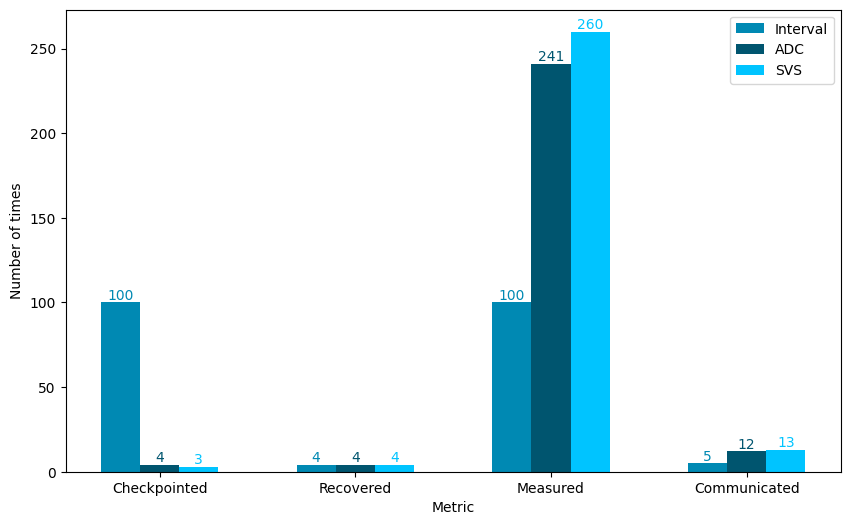 Interval
ADC
SVS
Number of times
250
200
150
100
50
0
100
4
3
4
4
4
100
241
260
5
12
13
Checkpointed
Recovered
Measured
Communicated
Metric